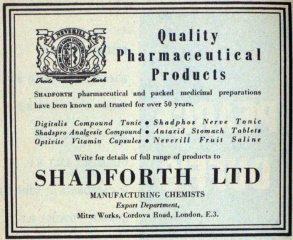 NEVERILL
Trade Mark
Quality
Pharmaceutical
Products
SHADFORTH pharmaceutical and packed medicinal preparations
have been known and trusted for over 50 years.
Digitalis Compound Tonic • Shadphos Nerve Tonic
Shadspro Analgesic Compound • Antacid Stomach Tablets
Optivite Vitamin Capsules • Neverill Fruit Saline
Write for details of full range of products to
SHADFORTH LTD
MANUFACTURING CHEMISTS
Export Department,
Mitre Works, Cordova Road, London, E.3.